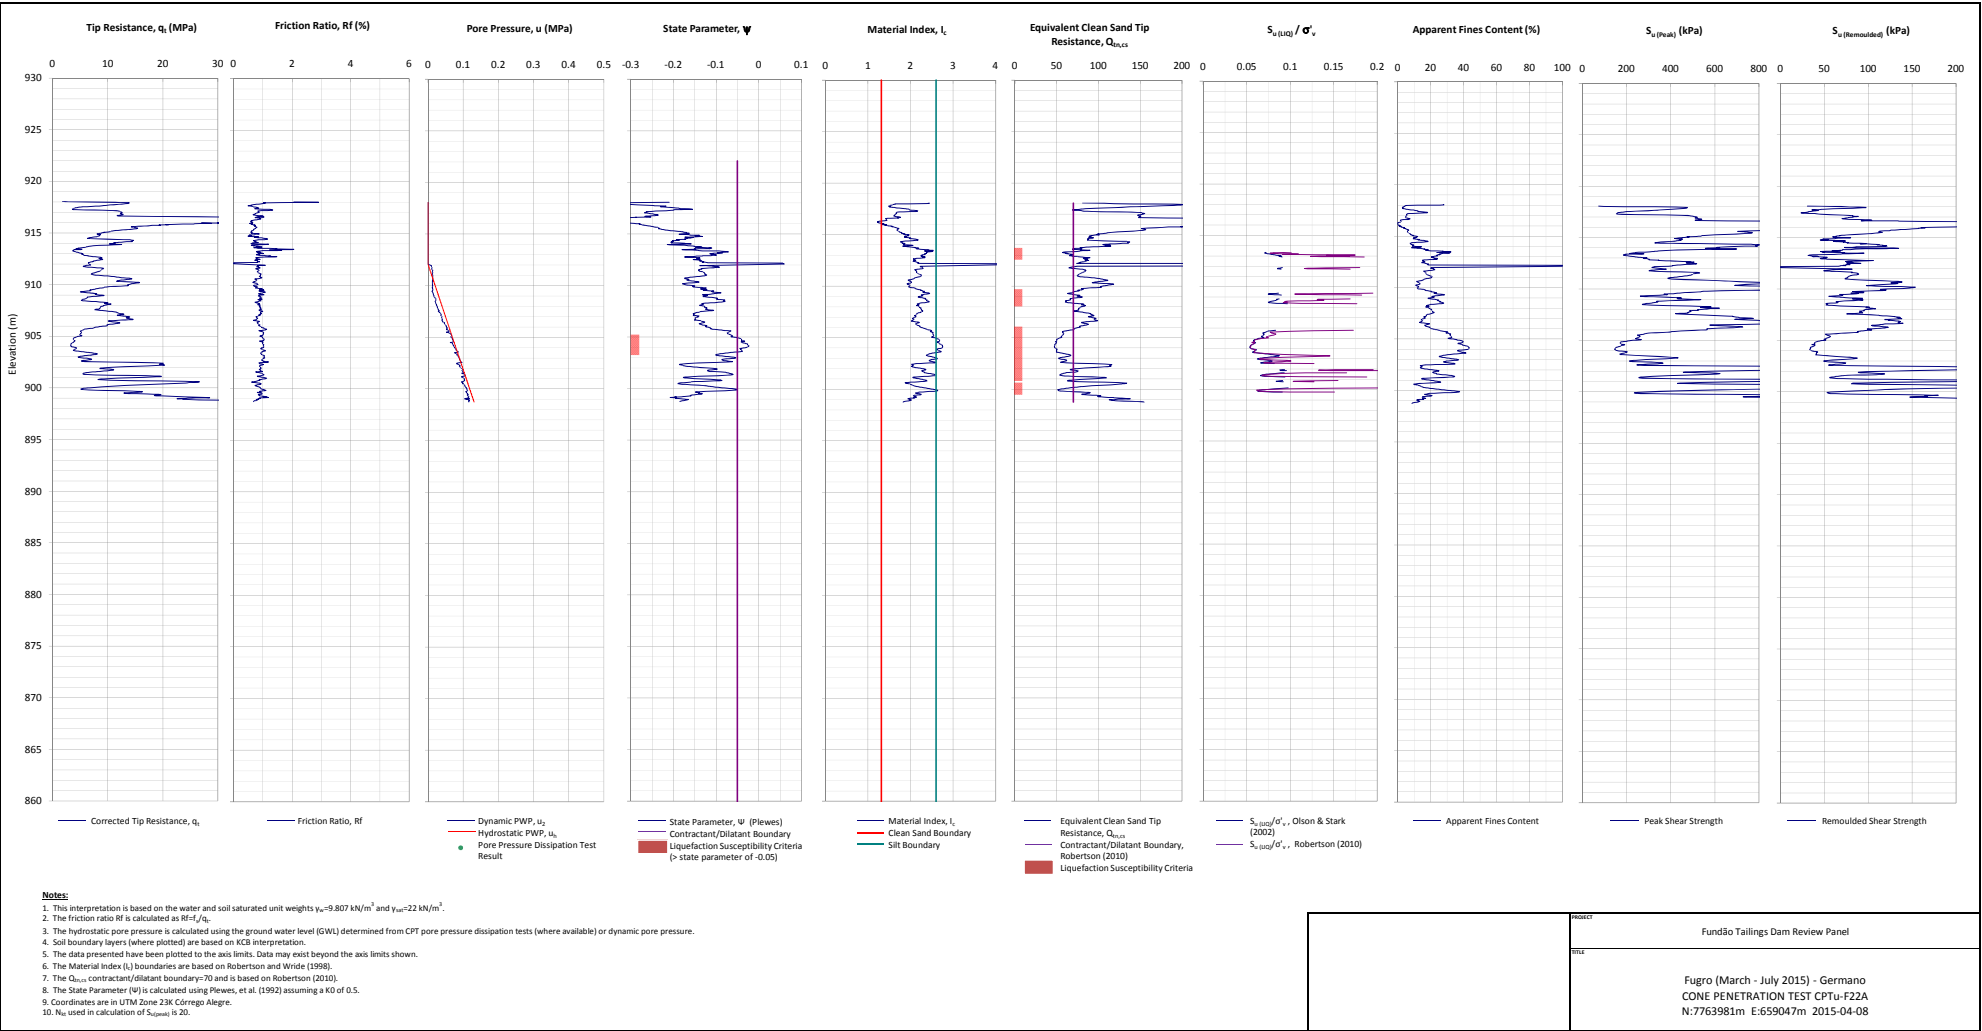 Tip Resistance, qt (MPa)
Friction Ratio, Rf (%)
Pore Pressure, u (MPa)
State Parameter, Ψ
Material Index, Ic
Equivalent Clean Sand Tip
Resistance, Qtn,cs
Su (LIQ) / σ'v
Apparent Fines Content (%)
Su (Peak) (kPa)
Su (Remoulded) (kPa)
0 10 20 30
0 2 4 6
0 0.1 0.2 0.3 0.4 0.5
-0.3 -0.2 -0.1 0 0.1
0 1 2 3 4
0 50 100 150 200
0 0.05 0.1 0.15 0.2
0 20 40 60 80 100
0 200 400 600 800
0 50 100 150 200
Elevation (m)
930
925
920
915
910
905
900
895
890
885
880
875
870
865
860
Corrected Tip Resistance, qt
Friction Ratio, Rf
Dynamic PWP, u2
Hydrostatic PWP, uh
Pore Pressure Dissipation Test
Result
State Parameter, Ψ (Plewes)
Contractant/Dilatant Boundary
Liquefaction Susceptibility Criteria
(> state parameter of -0.05)
Material Index, Ic
Clean Sand Boundary
Silt Boundary
Equivalent Clean Sand Tip
Resistance, Qtn,cs
Contractant/Dilatant Boundary,
Robertson (2010)
Liquefaction Susceptibility Criteria
Su (LIQ)/σ'v , Olson & Stark
(2002)
Su (LIQ)/σ'v , Robertson (2010)
Apparent Fines Content
Peak Shear Strength
Remoulded Shear Strength
Notes:
1. This interpretation is based on the water and soil saturated unit weights γw=9.807 kN/m³ and γsat=22 kN/m³.
2. The friction ratio Rf is calculated as Rf=fs/qt.
3. The hydrostatic pore pressure is calculated using the ground water level (GWL) determined from CPT pore pressure dissipation tests (where available) or dynamic pore pressure.
4. Soil boundary layers (where plotted) are based on KCB interpretation.
5. The data presented have been plotted to the axis limits. Data may exist beyond the axis limits shown.
6. The Material Index (Ic) boundaries are based on Robertson and Wride (1998).
7. The Qtn,cs contractant/dilatant boundary=70 and is based on Robertson (2010).
8. The State Parameter (Ψ) is calculated using Plewes, et al. (1992) assuming a K0 of 0.5.
9. Coordinates are in UTM Zone 23K Córrego Alegre.
10. Nkt used in calculation of Su(peak) is 20.
PROJECT
Fundão Tailings Dam Review Panel
TITLE
Fugro (March - July 2015) - Germano
CONE PENETRATION TEST CPTu-F22A
N:7763981m E:659047m 2015-04-08